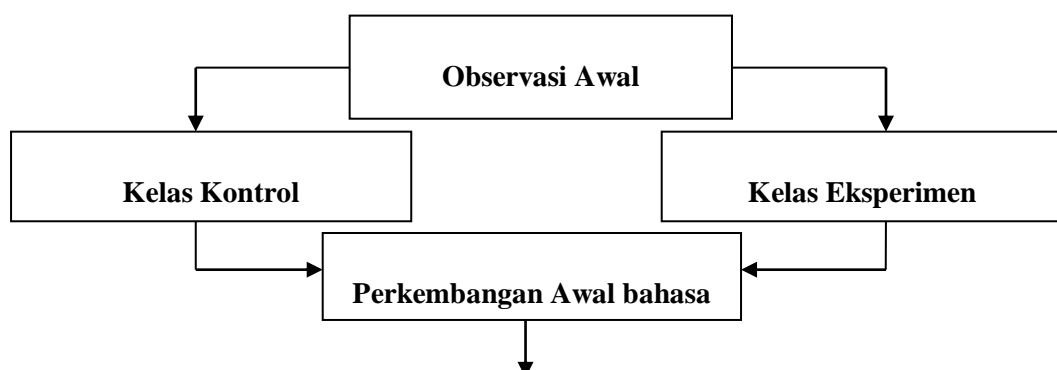 Observasi Awal
Kelas Kontrol
Kelas Eksperimen
Perkembangan Awal bahasa